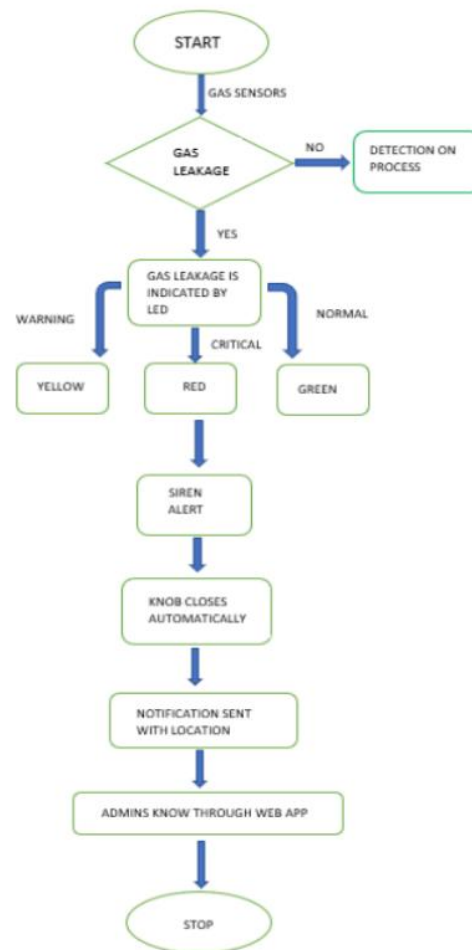 START
GAS SENSORS
GAS
LEAKAGE
NO
DETECTION ON
PROCESS
YES
GAS LEAKAGE IS
INDICATED BY
LED
WARNING
CRITICAL
NORMAL
YELLOW
RED
GREEN
SIREN
ALERT
KNOB CLOSES
AUTOMATICALLY
NOTIFICATION SENT
WITH LOCATION
ADMINS KNOW THROUGH WEB APP
STOP